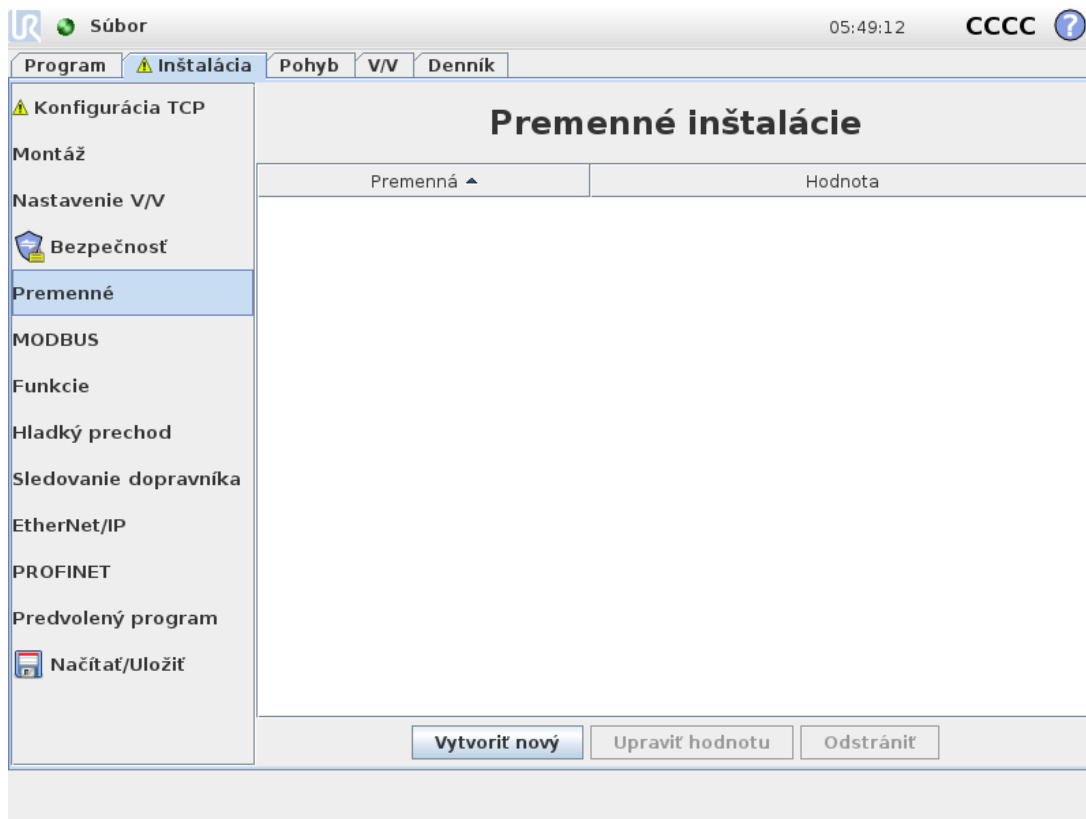 Súbor 05:49:12 CCCC ?
Program Inštalácia Pohyb V/V Denník
Konfigurácia TCP
Premenné inštalácie
Montáž
Premenná Hodnota
Nastavenie V/V
Bezpečnosť
Premenné
MODBUS
Funkcie
Hladký prechod
Sledovanie dopravníka
EtherNet/IP
PROFINET
Predvolený program
Načítať/Uložiť
Vytvoriť nový Upraviť hodnotu Odstrániť